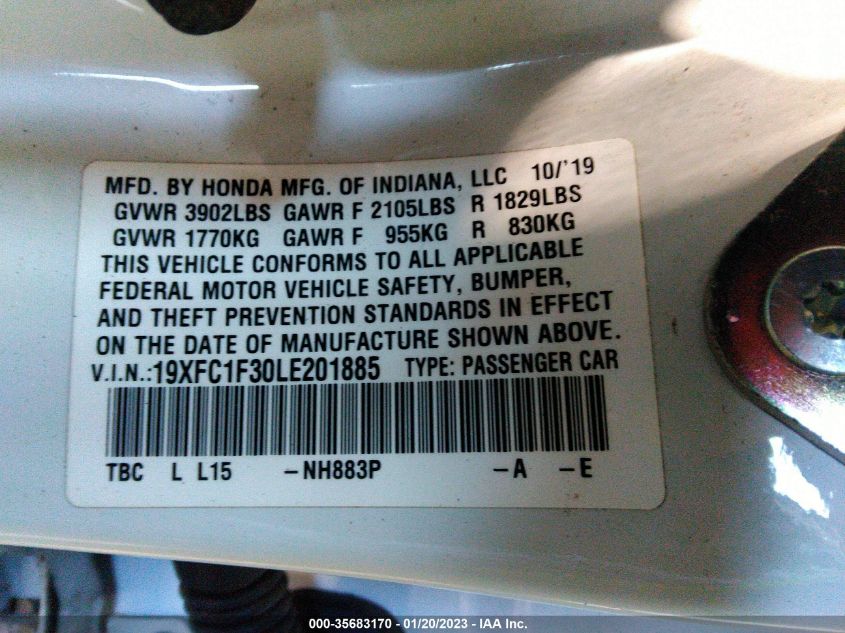 MFD. BY HONDA MFG. OF INDIANA, LLC 10/'19
GVWR 3902LBS GAWR F 2105LBS R 1829LBS
GVWR 1770KG GAWR F 955KG R 830KG
THIS VEHICLE CONFORMS TO ALL APPLICABLE
FEDERAL MOTOR VEHICLE SAFETY, BUMPER,
AND THEFT PREVENTION STANDARDS IN EFFECT
ON THE DATE OF MANUFACTURE SHOWN ABOVE.
V.I.N.:19XFC1F30LE201885 TYPE: PASSENGER CAR
TBC L L15 -NH883P -A -E
000-35683170 — 01/20/2023 — IAA Inc.